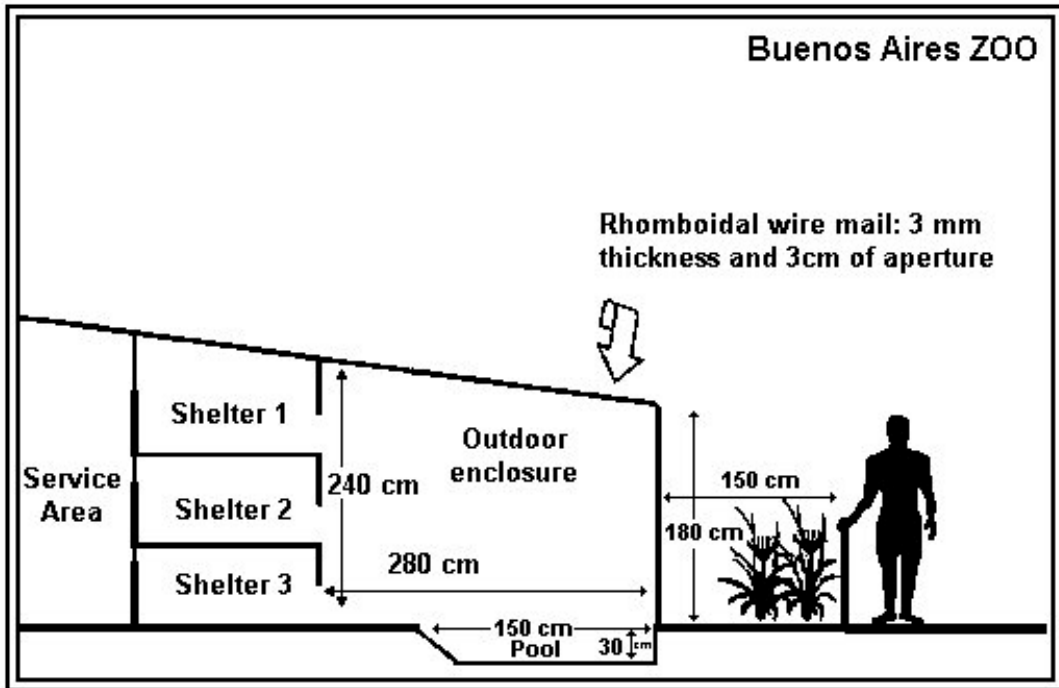 Buenos Aires ZOO
Rhomboidal wire mail: 3 mm
thickness and 3cm of aperture
Shelter 1
Outdoor
enclosure
Service
Area
240 cm
150 cm
Shelter 2
180 cm
280 cm
Shelter 3
150 cm
Pool
30 cm